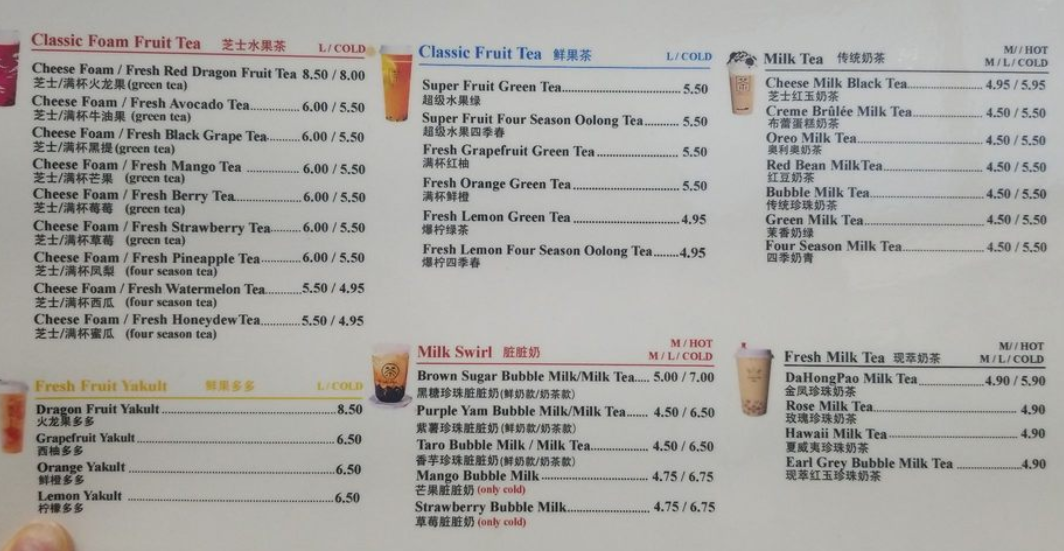 Classic Foam Fruit Tea 芝士水果茶 L / COLD
Cheese Foam / Fresh Red Dragon Fruit Tea 8.50 / 8.00
芝士/满杯火龙果 (green tea)
Cheese Foam / Fresh Avocado Tea 6.00 / 5.50
芝士/满杯牛油果 (green tea)
Cheese Foam / Fresh Black Grape Tea 6.00 / 5.50
芝士/满杯黑提 (green tea)
Cheese Foam / Fresh Mango Tea 6.00 / 5.50
芝士/满杯芒果 (green tea)
Cheese Foam / Fresh Berry Tea 6.00 / 5.50
芝士/满杯莓莓 (green tea)
Cheese Foam / Fresh Strawberry Tea 6.00 / 5.50
芝士/满杯草莓 (green tea)
Cheese Foam / Fresh Pineapple Tea 6.00 / 5.50
芝士/满杯凤梨 (four season tea)
Cheese Foam / Fresh Watermelon Tea 5.50 / 4.95
芝士/满杯西瓜 (four season tea)
Cheese Foam / Fresh Honeydew Tea 5.50 / 4.95
芝士/满杯蜜瓜 (four season tea)
Fresh Fruit Yakult 鲜果多多 L / COLD
Dragon Fruit Yakult 8.50
火龙果多多
Grapefruit Yakult 6.50
西柚多多
Orange Yakult 6.50
鲜橙多多
Lemon Yakult 6.50
柠檬多多
Classic Fruit Tea 鲜果茶 L / COLD
Super Fruit Green Tea 5.50
超级水果绿
Super Fruit Four Season Oolong Tea 5.50
超级水果四季春
Fresh Grapefruit Green Tea 5.50
满杯红柚
Fresh Orange Green Tea 5.50
满杯鲜橙
Fresh Lemon Green Tea 4.95
爆柠绿茶
Fresh Lemon Four Season Oolong Tea 4.95
爆柠四季春
Milk Swirl 脏脏奶 M / HOT
M / L / COLD
Brown Sugar Bubble Milk/Milk Tea 5.00 / 7.00
黑糖珍珠脏脏奶(鲜奶款/奶茶款)
Purple Yam Bubble Milk/Milk Tea 4.50 / 6.50
紫薯珍珠脏脏奶(鲜奶款/奶茶款)
Taro Bubble Milk / Milk Tea 4.50 / 6.50
香芋珍珠脏脏奶(鲜奶款/奶茶款)
Mango Bubble Milk 4.75 / 6.75
芒果脏脏奶 (only cold)
Strawberry Bubble Milk 4.75 / 6.75
草莓脏脏奶 (only cold)
Milk Tea 传统奶茶 M// HOT
M / L / COLD
Cheese Milk Black Tea 4.95 / 5.95
芝士红玉奶茶
Creme Brûlée Milk Tea 4.50 / 5.50
布蕾蛋糕奶茶
Oreo Milk Tea 4.50 / 5.50
奥利奥奶茶
Red Bean MilkTea 4.50 / 5.50
红豆奶茶
Bubble Milk Tea 4.50 / 5.50
传统珍珠奶茶
Green Milk Tea 4.50 / 5.50
茉香奶绿
Four Season Milk Tea 4.50 / 5.50
四季奶青
Fresh Milk Tea 现萃奶茶 M// HOT
M / L / COLD
DaHongPao Milk Tea 4.90 / 5.90
金凤珍珠奶茶
Rose Milk Tea 4.90
玫瑰珍珠奶茶
Hawaii Milk Tea 4.90
夏威夷珍珠奶茶
Earl Grey Bubble Milk Tea 4.90
现萃红玉珍珠奶茶
茶